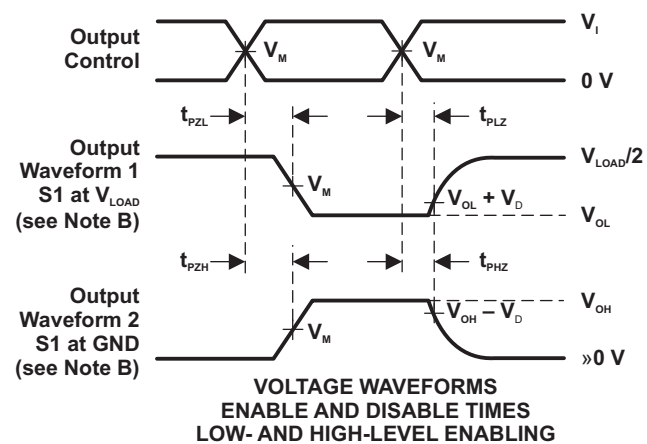 Output
Control
V_M
V_M
V_I
0 V
t_PZL
t_PLZ
Output
Waveform 1
S1 at V_LOAD
(see Note B)
V_M
V_OL + V_D
V_LOAD/2
V_OL
t_PZH
t_PHZ
Output
Waveform 2
S1 at GND
(see Note B)
V_M
V_OH – V_D
V_OH
»0 V
VOLTAGE WAVEFORMS
ENABLE AND DISABLE TIMES
LOW- AND HIGH-LEVEL ENABLING